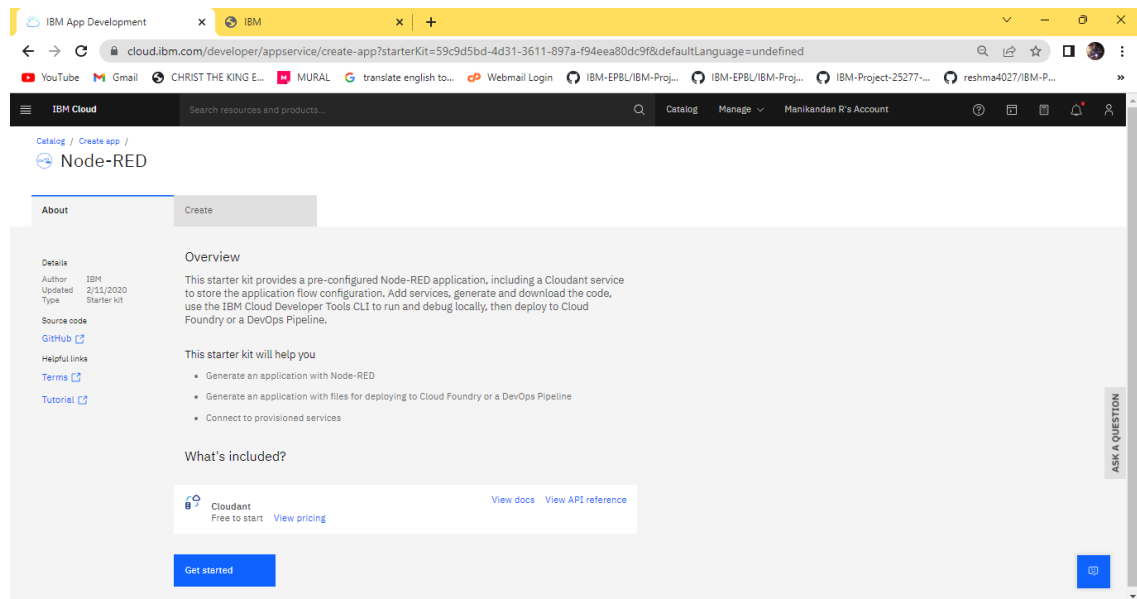 IBM App Development
IBM
cloud.ibm.com/developer/appservice/create-app?starterKit=59c9d5bd-4d31-3611-897a-f94eea80dc9f&defaultLanguage=undefined
YouTube Gmail CHRIST THE KING E... MURAL translate english to... Webmail Login IBM-EPBL/IBM-Proj... IBM-EPBL/IBM-Proj... IBM-Project-25277-... reshma4027/IBM-P... »
IBM Cloud Search resources and products... Catalog Manage Manikandan R's Account
Catalog / Create app /
Node-RED
About Create
Details
Author IBM
Updated 2/11/2020
Type Starter kit
Source code
GitHub
Helpful links
Terms
Tutorial
Overview
This starter kit provides a pre-configured Node-RED application, including a Cloudant service
to store the application flow configuration. Add services, generate and download the code,
use the IBM Cloud Developer Tools CLI to run and debug locally, then deploy to Cloud
Foundry or a DevOps Pipeline.
This starter kit will help you
• Generate an application with Node-RED
• Generate an application with files for deploying to Cloud Foundry or a DevOps Pipeline
• Connect to provisioned services
What's included?
Cloudant View docs View API reference
Free to start View pricing
Get started
ASK A QUESTION